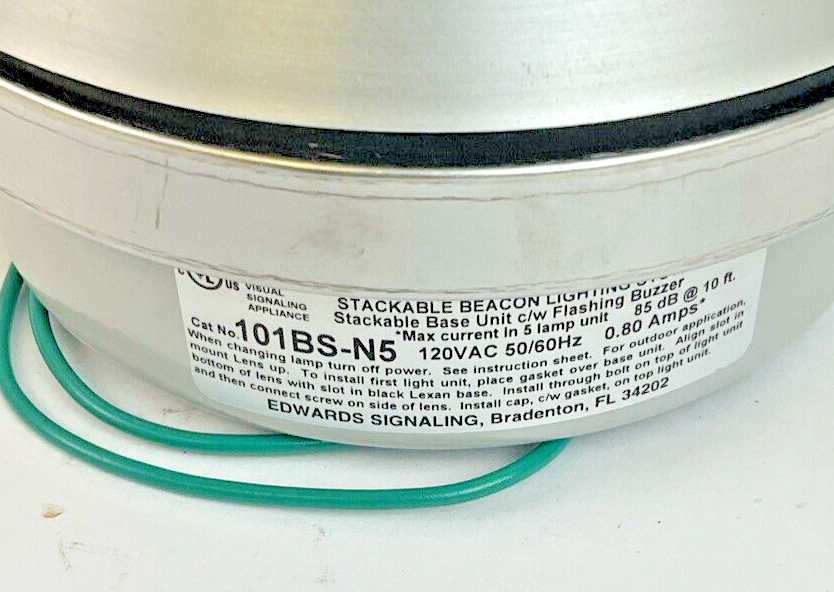 c UL US VISUAL
SIGNALING
APPLIANCE
STACKABLE BEACON LIGHTING
Stackable Base Unit c/w Flashing Buzzer
*Max current in 5 lamp unit 85 dB @ 10 ft.
Cat No. 101BS-N5 120VAC 50/60Hz 0.80 Amps*
When changing lamp turn off power. See instruction sheet. For outdoor application,
mount Lens up. To install first light unit, place gasket over base unit. Align slot in
bottom of lens with slot in black Lexan base. Install through bolt on top of light unit
and then connect screw on side of lens. Install cap, c/w gasket, on top light unit.
EDWARDS SIGNALING, Bradenton, FL 34202